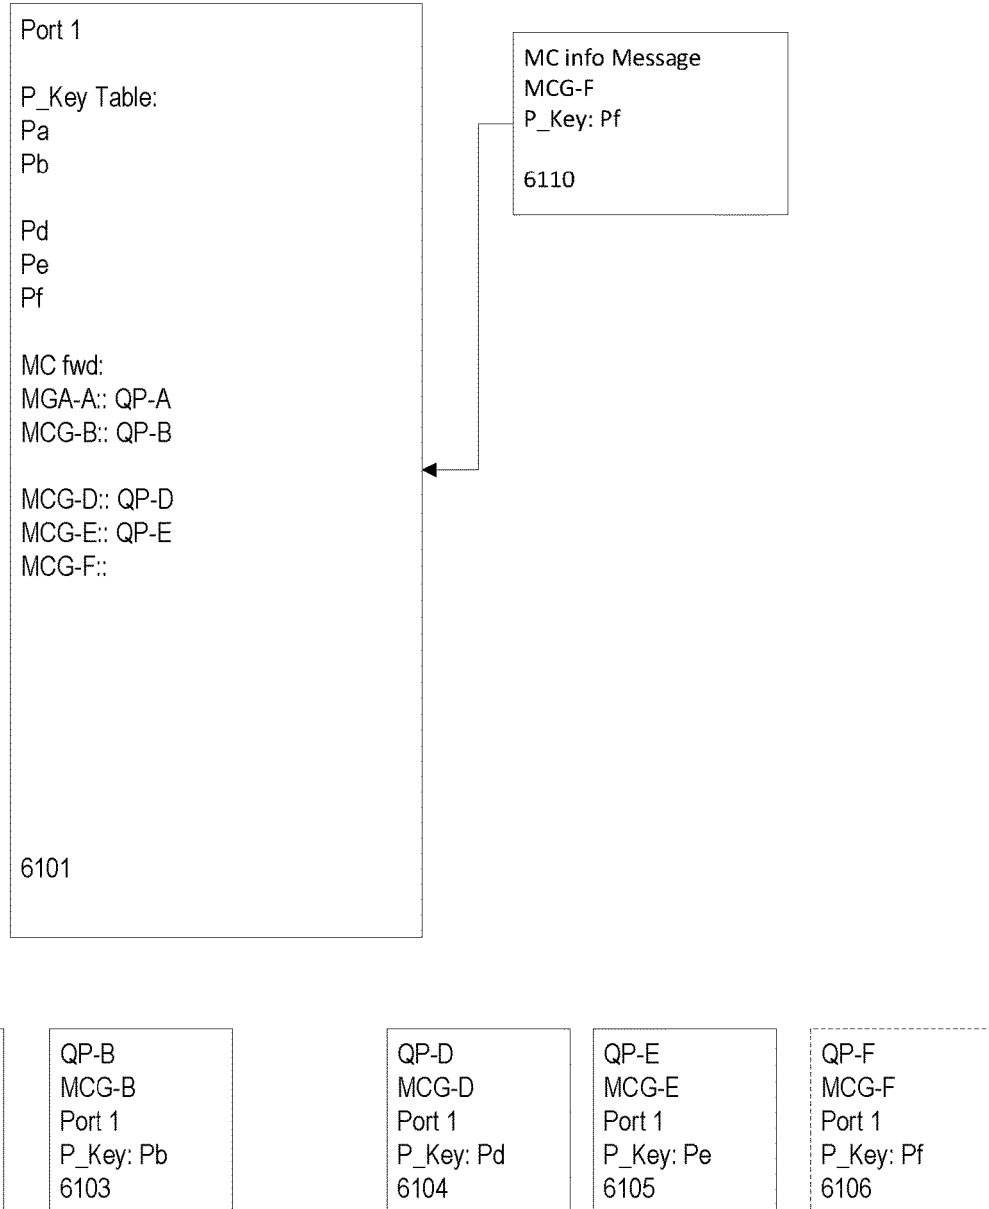 Port 1
P_Key Table:
Pa
Pb
Pd
Pe
Pf
MC fwd:
MGA-A:: QP-A
MCG-B:: QP-B
MCG-D:: QP-D
MCG-E:: QP-E
MCG-F::
6101
MC info Message
MCG-F
P_Key: Pf
6110
QP-B
MCG-B
Port 1
P_Key: Pb
6103
QP-D
MCG-D
Port 1
P_Key: Pd
6104
QP-E
MCG-E
Port 1
P_Key: Pe
6105
QP-F
MCG-F
Port 1
P_Key: Pf
6106